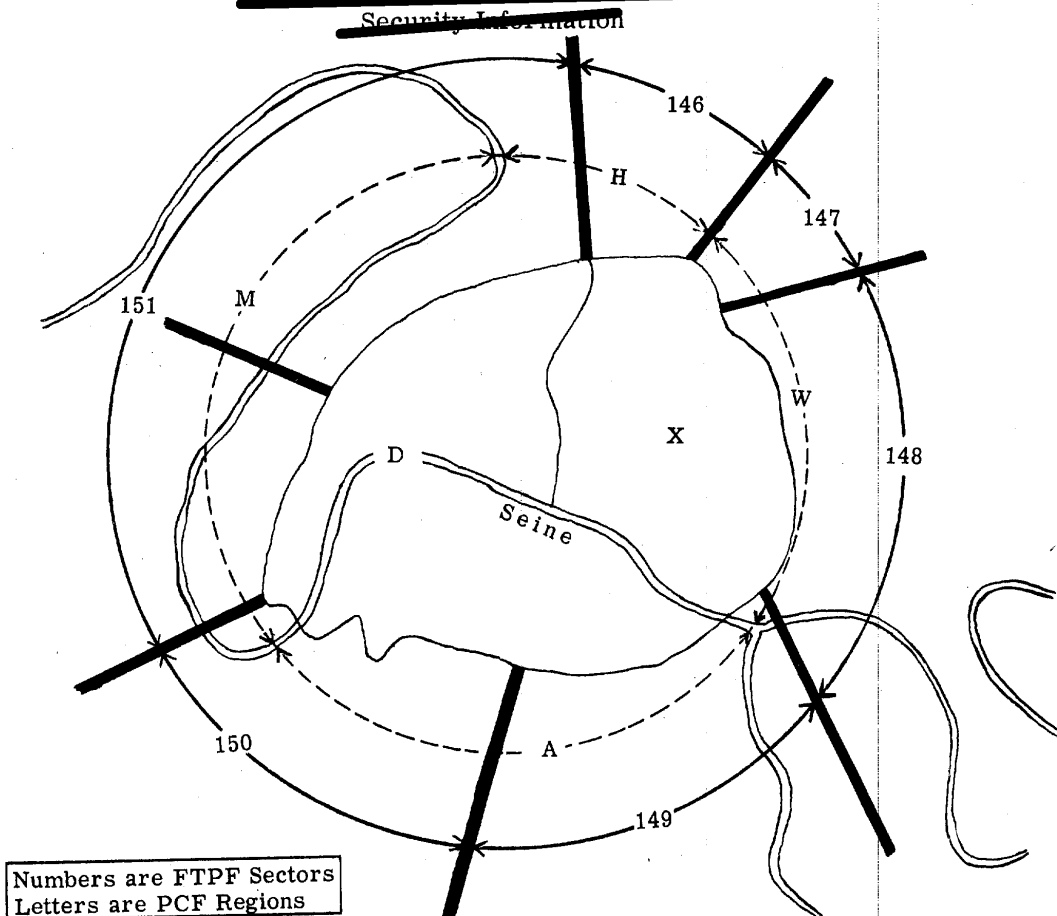 Security Information
146
H
147
M
151
W
X
D
148
Seine
150
A
149
Numbers are FTPF Sectors
Letters are PCF Regions